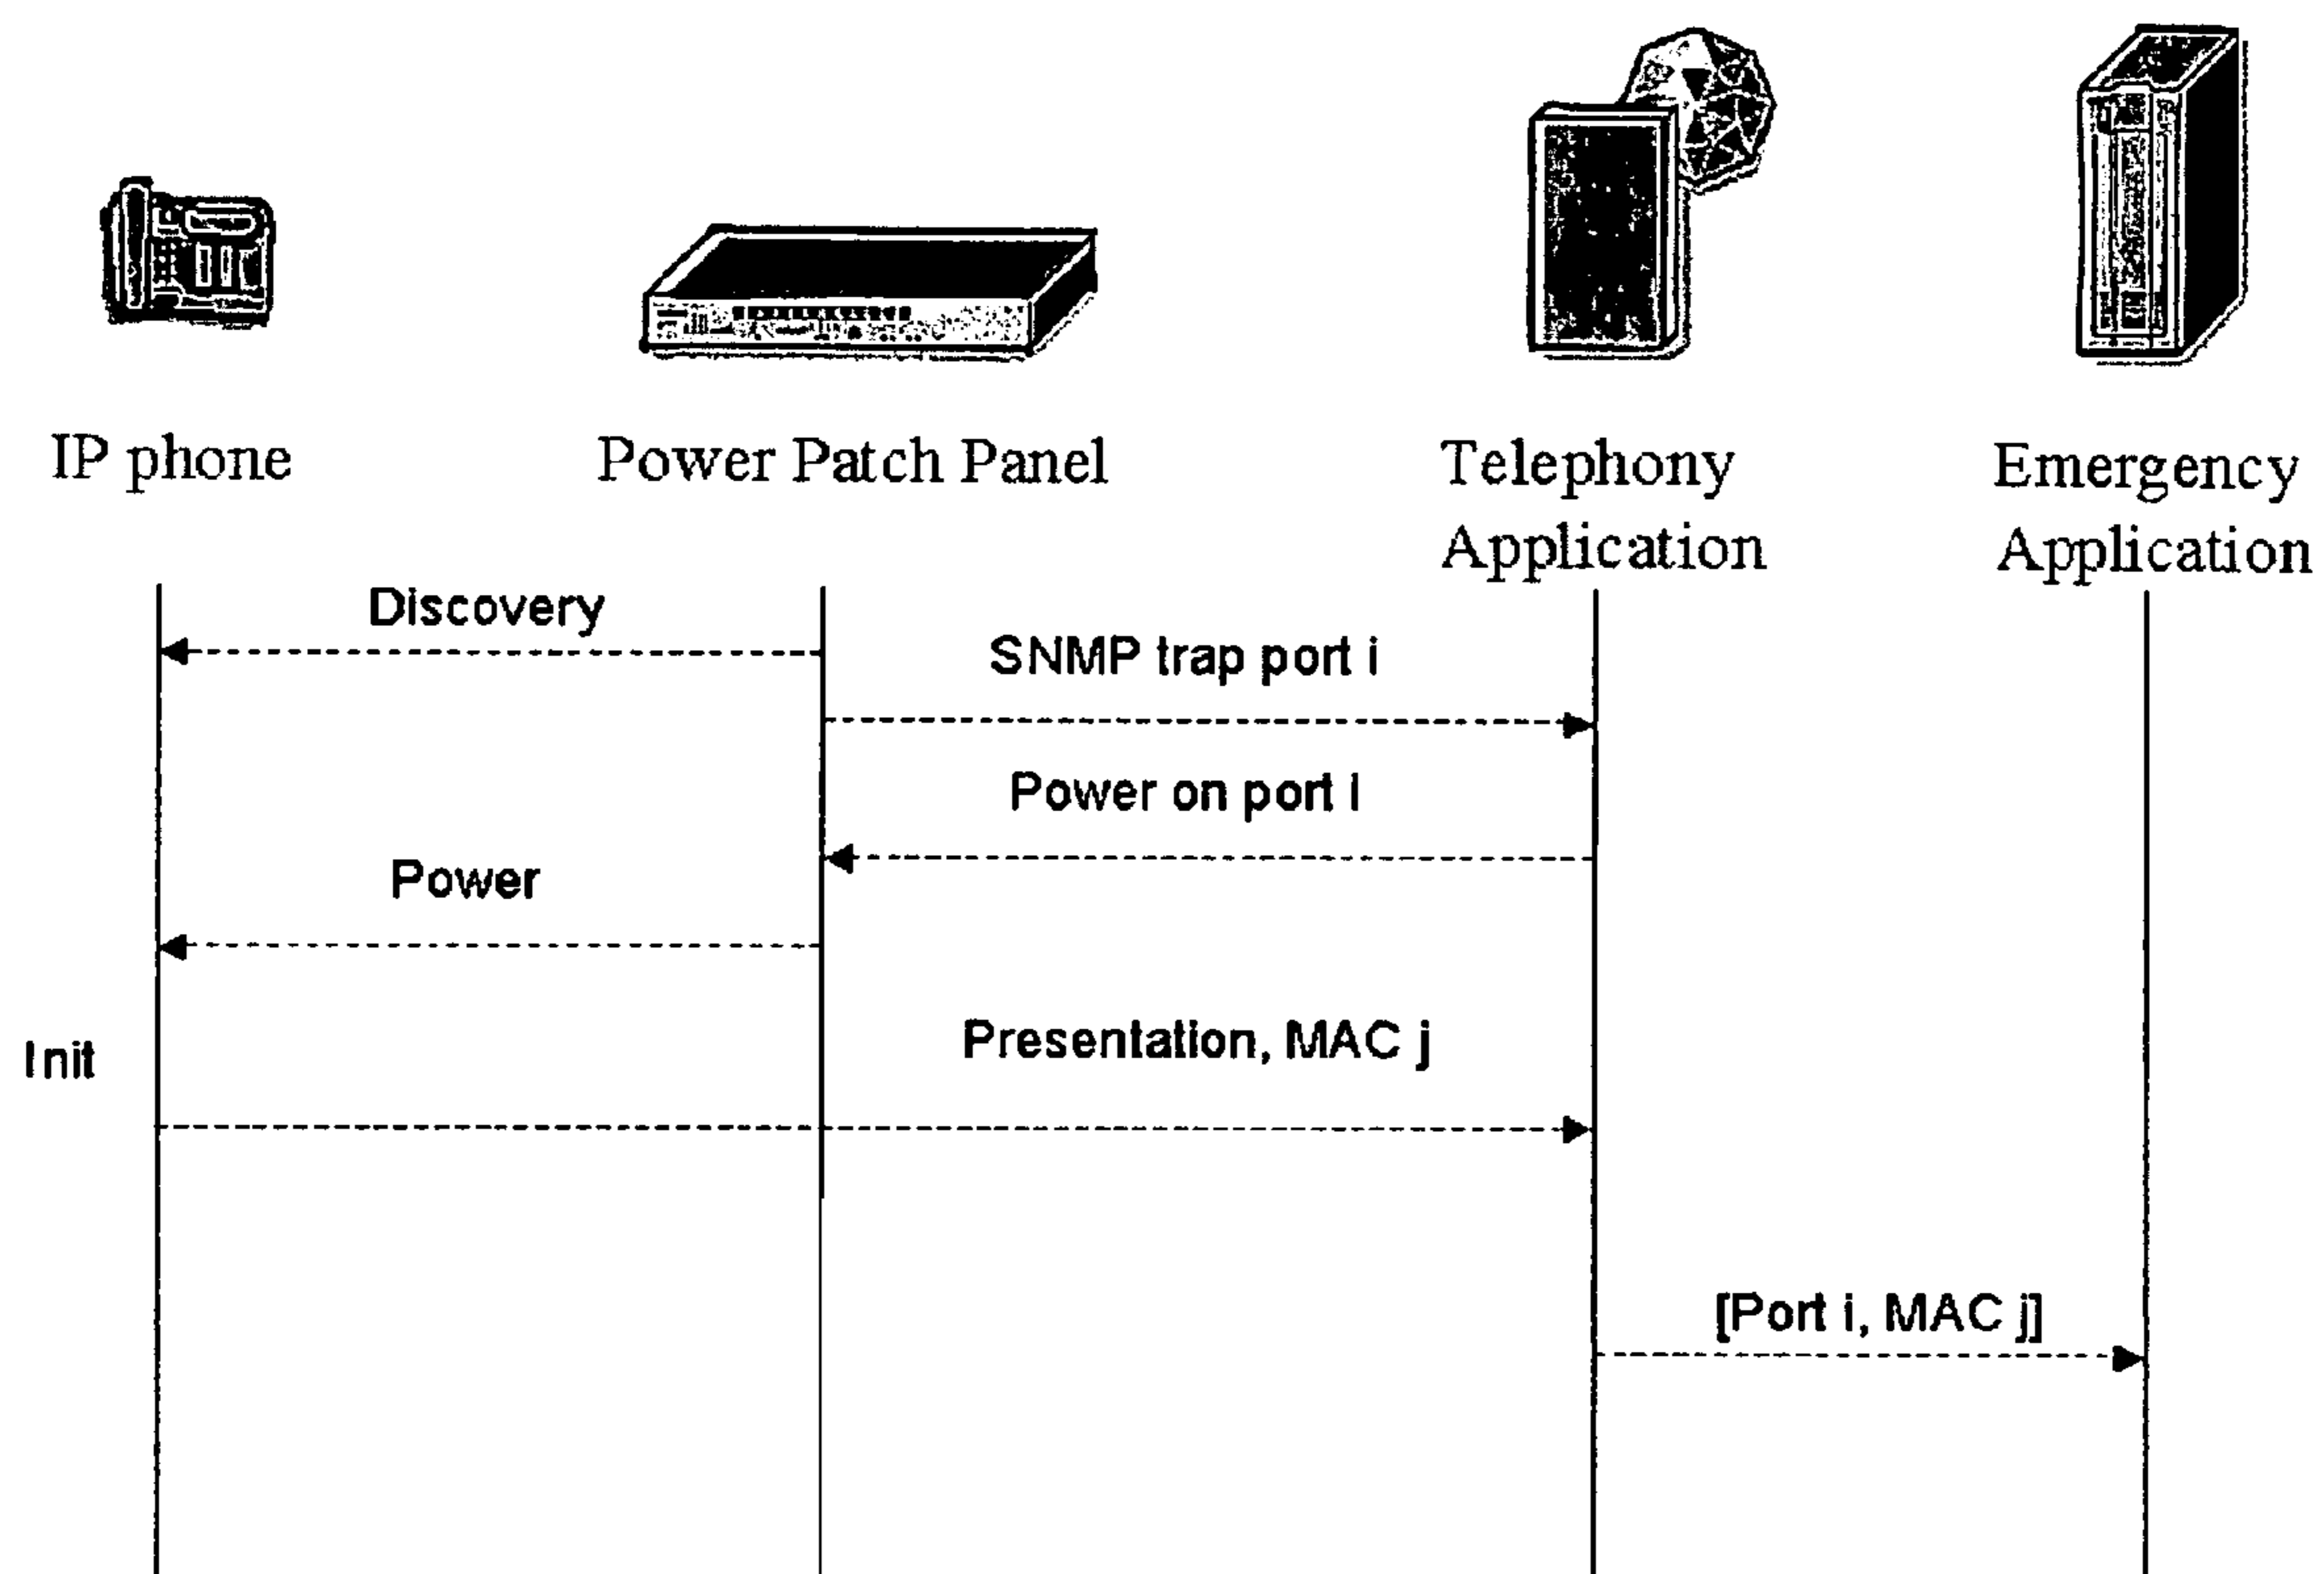 IP phone
Power Patch Panel
Telephony
Application
Emergency
Application
Discovery
SNMP trap port i
Power on port I
Power
Init
Presentation, MAC j
[Port i, MAC j]